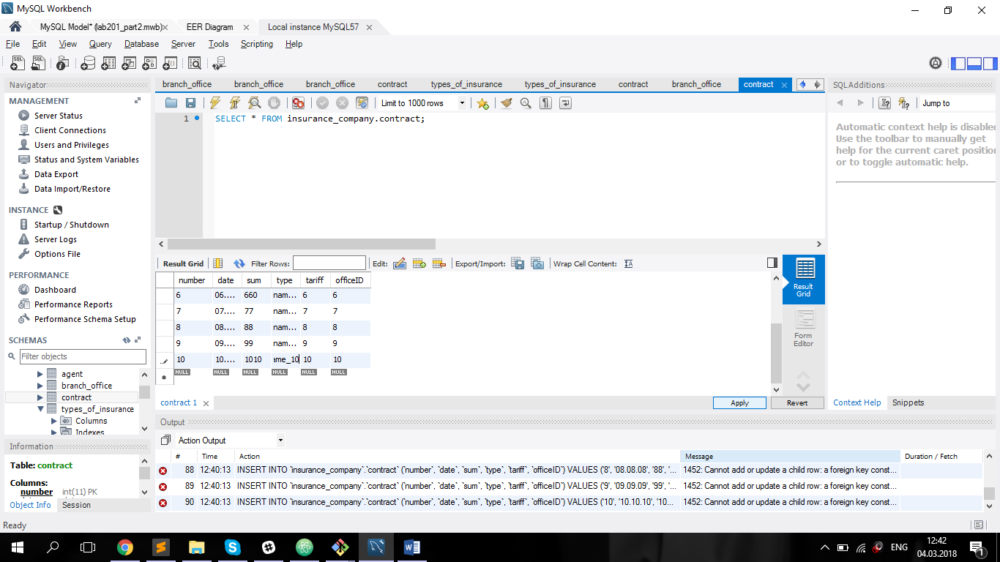 MySQL Workbench
MySQL Model* (lab201_part2.mwb) × EER Diagram × Local instance MySQL57 ×
File Edit View Query Database Server Tools Scripting Help
Navigator
MANAGEMENT
Server Status
Client Connections
Users and Privileges
Status and System Variables
Data Export
Data Import/Restore
INSTANCE
Startup / Shutdown
Server Logs
Options File
PERFORMANCE
Dashboard
Performance Reports
Performance Schema Setup
SCHEMAS
Filter objects
agent
branch_office
contract
types_of_insurance
Columns
Indexes
Information
Table: contract
Columns:
number int(11) PK
Object Info Session
branch_office branch_office branch_office contract types_of_insurance types_of_insurance contract branch_office contract ×
Limit to 1000 rows
1 SELECT * FROM insurance_company.contract;
Result Grid Filter Rows: Edit: Export/Import: Wrap Cell Content:
number date sum type tariff officeID
6 06.... 660 nam... 6 6
7 07.... 77 nam... 7 7
8 08.... 88 nam... 8 8
9 09.... 99 nam... 9 9
10 10.... 1010 ame_10 10 10
NULL NULL NULL NULL NULL NULL
Result
Grid
Form
Editor
contract 1 × Apply Revert
SQLAdditions
Jump to
Automatic context help is disabled
Use the toolbar to manually get
help for the current caret position
or to toggle automatic help.
Context Help Snippets
Output
Action Output
# Time Action Message Duration / Fetch
88 12:40:13 INSERT INTO `insurance_company`.`contract` (`number`, `date`, `sum`, `type`, `tariff`, `officeID`) VALUES ('8', '08.08.08', '88', '... 1452: Cannot add or update a child row: a foreign key const...
89 12:40:13 INSERT INTO `insurance_company`.`contract` (`number`, `date`, `sum`, `type`, `tariff`, `officeID`) VALUES ('9', '09.09.09', '99', '... 1452: Cannot add or update a child row: a foreign key const...
90 12:40:13 INSERT INTO `insurance_company`.`contract` (`number`, `date`, `sum`, `type`, `tariff`, `officeID`) VALUES ('10', '10.10.10', '10... 1452: Cannot add or update a child row: a foreign key const...
Ready
ENG 12:42
04.03.2018
1